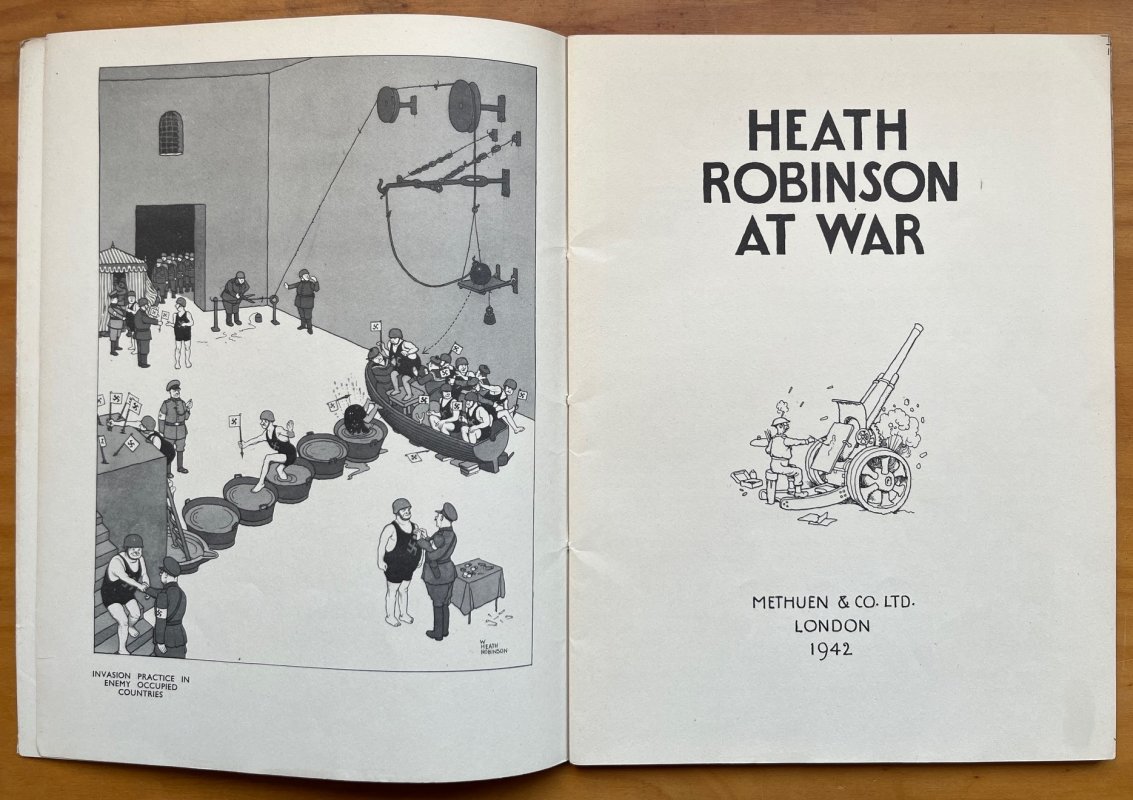 W.
HEATH
ROBINSON
INVASION PRACTICE IN
ENEMY OCCUPIED
COUNTRIES
HEATH
ROBINSON
AT WAR
METHUEN & CO. LTD.
LONDON
1942